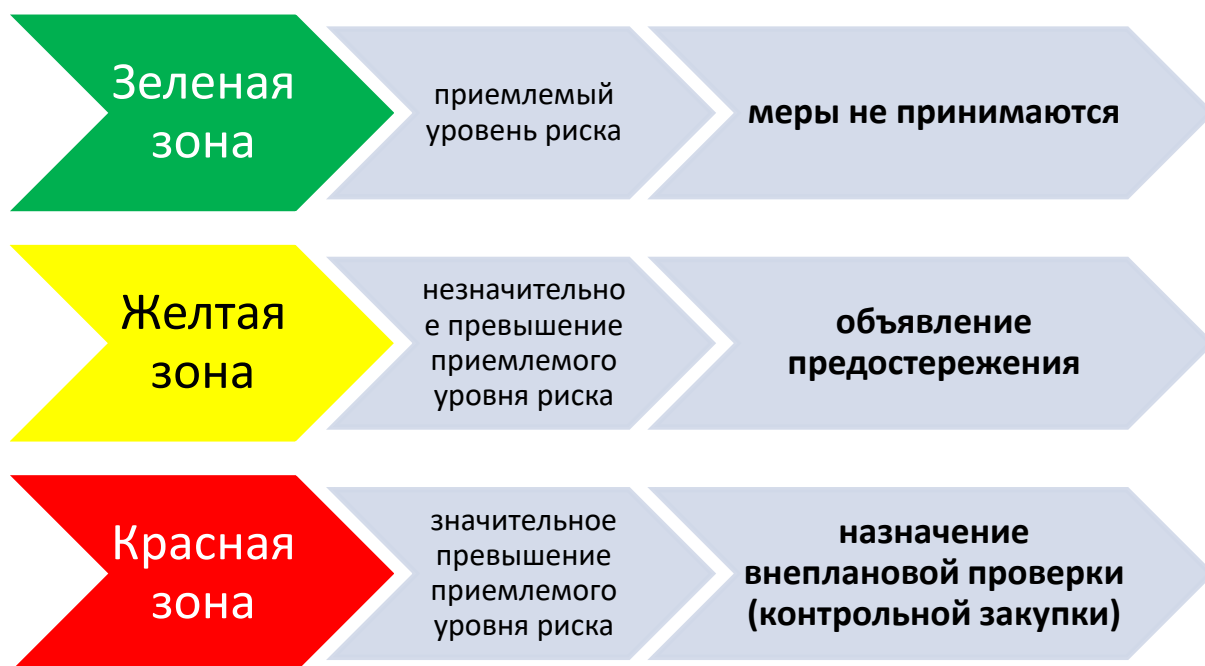 Зеленая
зона
приемлемый
уровень риска
меры не принимаются
Желтая
зона
незначительно
е превышение
приемлемого
уровня риска
объявление
предостережения
Красная
зона
значительное
превышение
приемлемого
уровня риска
назначение
внеплановой проверки
(контрольной закупки)